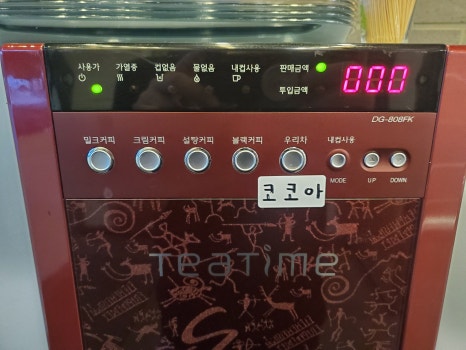 사용가 가열중 컵없음 물없음 내컵사용 판매금액 000
투입금액
DG-808FK
밀크커피 크림커피 설탕커피 블랙커피 우리차 내컵사용
MODE UP DOWN
코코아
TeaTime